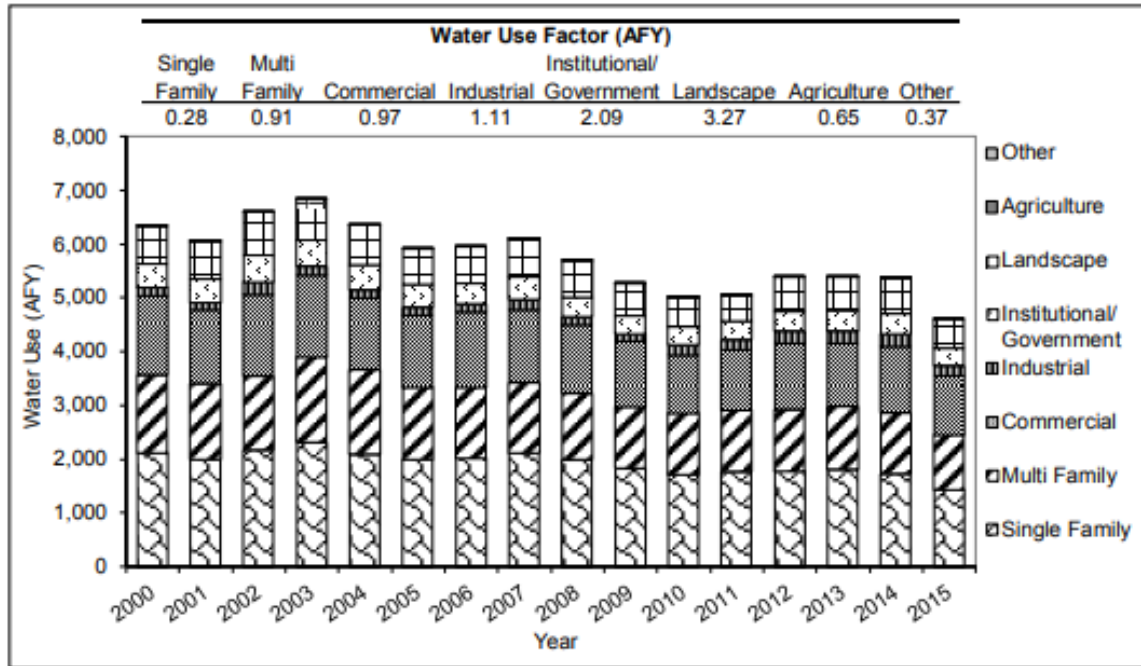 Water Use Factor (AFY)
Single Family Multi Family Commercial Industrial Institutional/ Government Landscape Agriculture Other
0.28 0.91 0.97 1.11 2.09 3.27 0.65 0.37
Water Use (AFY)
8,000
7,000
6,000
5,000
4,000
3,000
2,000
1,000
0
2000 2001 2002 2003 2004 2005 2006 2007 2008 2009 2010 2011 2012 2013 2014 2015
Year
Other
Agriculture
Landscape
Institutional/
Government
Industrial
Commercial
Multi Family
Single Family